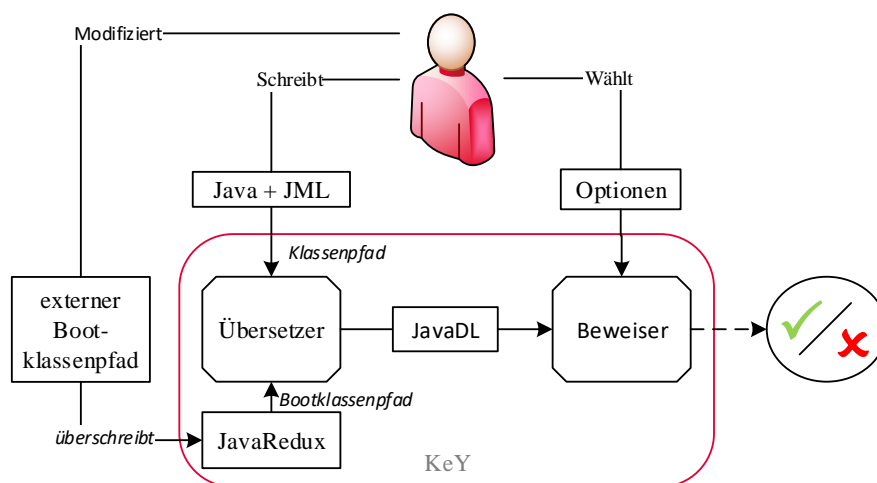 Modifiziert
Schreibt
Wählt
Java + JML
Optionen
Klassenpfad
externer
Boot-
klassenpfad
Übersetzer
JavaDL
Beweiser
Bootklassenpfad
überschreibt
JavaRedux
KeY